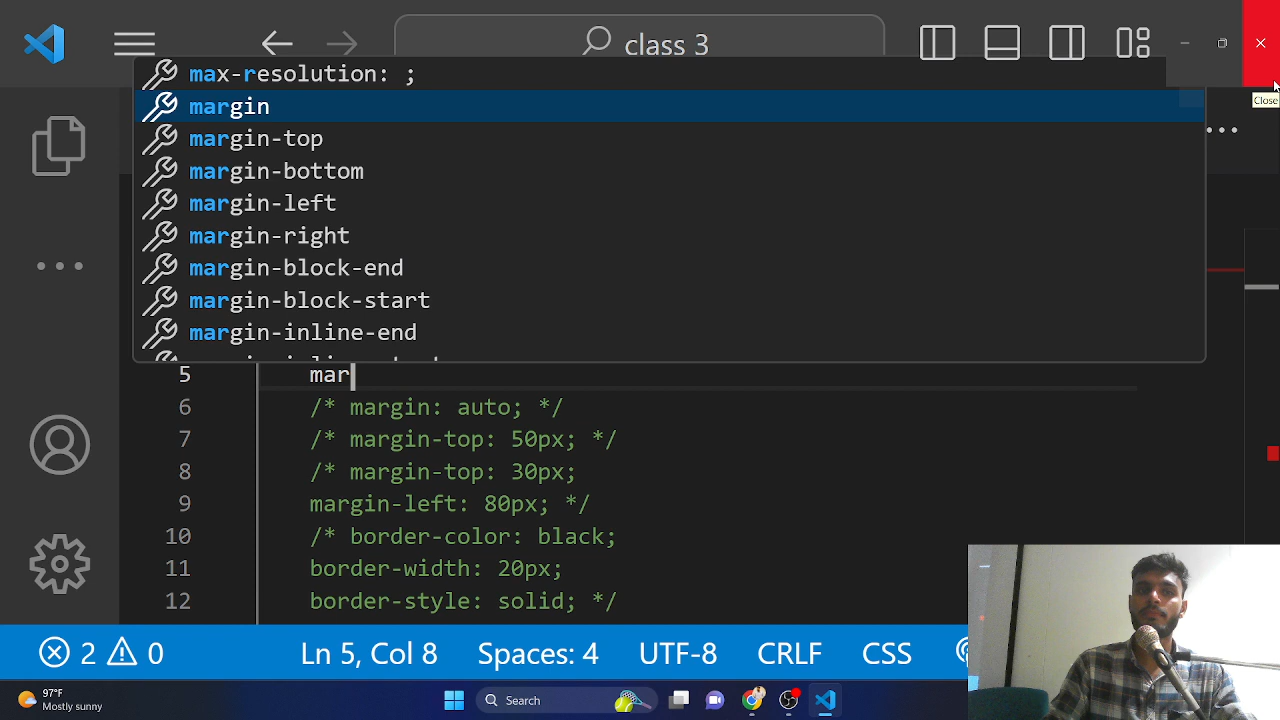 class 3
Close
max-resolution: ;
margin
margin-top
margin-bottom
margin-left
margin-right
margin-block-end
margin-block-start
margin-inline-end
5 mar
6 /* margin: auto; */
7 /* margin-top: 50px; */
8 /* margin-top: 30px;
9 margin-left: 80px; */
10 /* border-color: black;
11 border-width: 20px;
12 border-style: solid; */
2 0 Ln 5, Col 8 Spaces: 4 UTF-8 CRLF CSS
97°F
Mostly sunny
Search